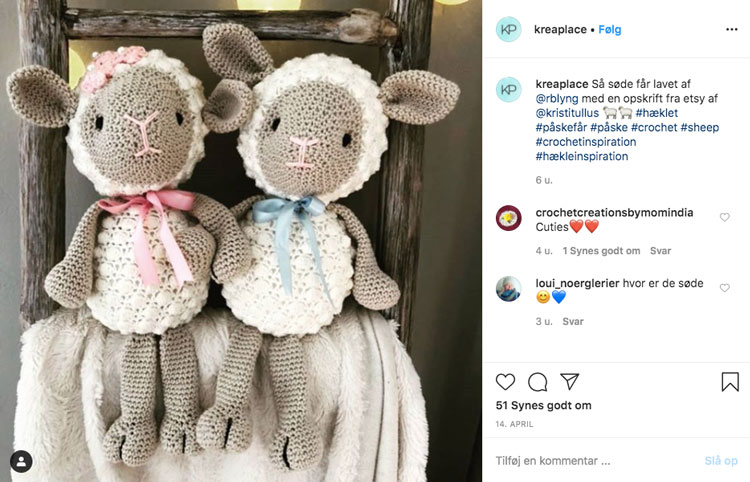 KP
kreaplace • Følg
KP
kreaplace Så søde får lavet af
@rblyng med en opskrift fra etsy af
@kristitullus 🐑🐑 #hæklet
#påskefår #påske #crochet #sheep
#crochetinspiration
#hækleinspiration
6 u.
crochetcreationsbymomindia
Cuties❤️❤️
4 u. 1 Synes godt om Svar
loui_noerglerier hvor er de søde
😊💙
3 u. Svar
51 Synes godt om
14. APRIL
Tilføj en kommentar ... Slå op